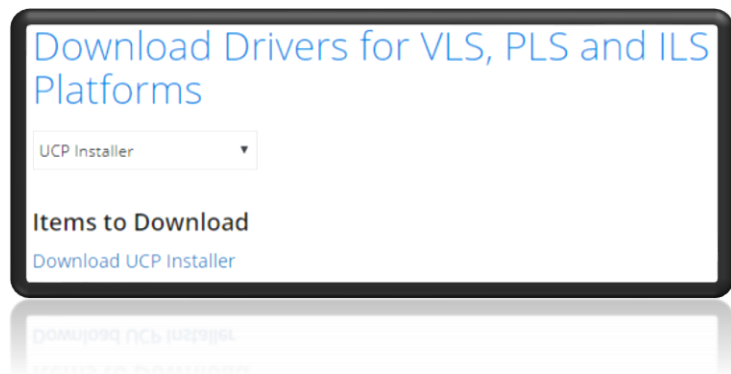 Download Drivers for VLS, PLS and ILS
Platforms
UCP Installer
Items to Download
Download UCP Installer